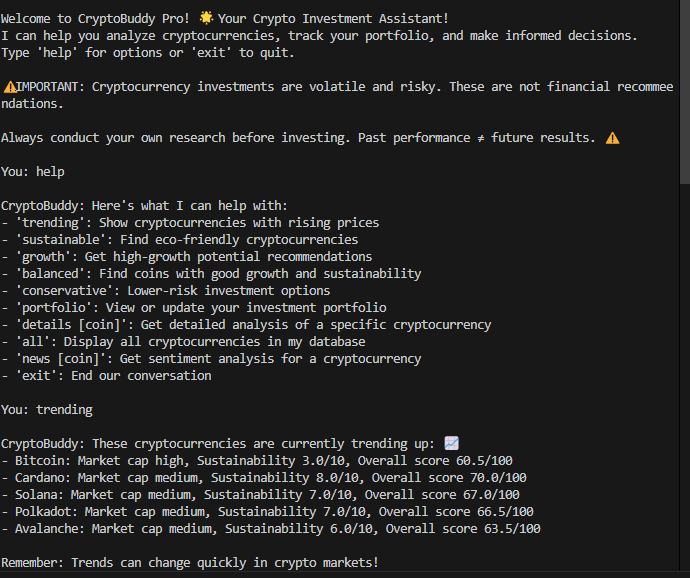 Welcome to CryptoBuddy Pro! 🌟 Your Crypto Investment Assistant!
I can help you analyze cryptocurrencies, track your portfolio, and make informed decisions.
Type 'help' for options or 'exit' to quit.
⚠️IMPORTANT: Cryptocurrency investments are volatile and risky. These are not financial recommee
ndations.
Always conduct your own research before investing. Past performance ≠ future results. ⚠️
You: help
CryptoBuddy: Here's what I can help with:
- 'trending': Show cryptocurrencies with rising prices
- 'sustainable': Find eco-friendly cryptocurrencies
- 'growth': Get high-growth potential recommendations
- 'balanced': Find coins with good growth and sustainability
- 'conservative': Lower-risk investment options
- 'portfolio': View or update your investment portfolio
- 'details [coin]': Get detailed analysis of a specific cryptocurrency
- 'all': Display all cryptocurrencies in my database
- 'news [coin]': Get sentiment analysis for a cryptocurrency
- 'exit': End our conversation
You: trending
CryptoBuddy: These cryptocurrencies are currently trending up: 📈
- Bitcoin: Market cap high, Sustainability 3.0/10, Overall score 60.5/100
- Cardano: Market cap medium, Sustainability 8.0/10, Overall score 70.0/100
- Solana: Market cap medium, Sustainability 7.0/10, Overall score 67.0/100
- Polkadot: Market cap medium, Sustainability 7.0/10, Overall score 66.5/100
- Avalanche: Market cap medium, Sustainability 6.0/10, Overall score 63.5/100
Remember: Trends can change quickly in crypto markets!